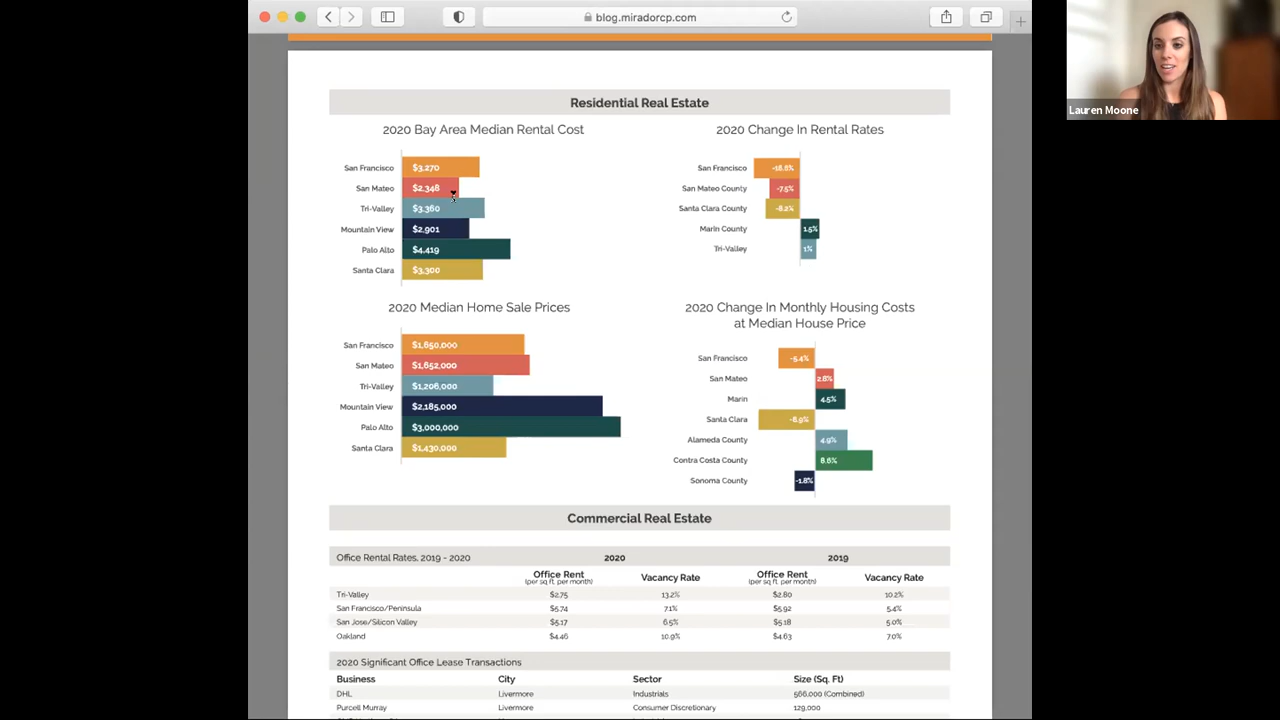 blog.miradorcp.com
Lauren Moone
Residential Real Estate
2020 Bay Area Median Rental Cost
San Francisco $3,270
San Mateo $2,348
Tri-Valley $3,360
Mountain View $2,901
Palo Alto $4,419
Santa Clara $3,300
2020 Change In Rental Rates
San Francisco
San Mateo County -7.5%
Santa Clara County -8.2%
Marin County 1.5%
Tri-Valley 1%
2020 Median Home Sale Prices
San Francisco $1,650,000
San Mateo $1,652,000
Tri-Valley $1,206,000
Mountain View $2,185,000
Palo Alto $3,000,000
Santa Clara $1,430,000
2020 Change In Monthly Housing Costs
at Median House Price
San Francisco -5.4%
San Mateo 2.8%
Marin 4.5%
Santa Clara
Alameda County 4.9%
Contra Costa County 8.6%
Sonoma County -1.8%
Commercial Real Estate
Office Rental Rates, 2019 - 2020 2020 2019
Office Rent Vacancy Rate Office Rent Vacancy Rate
(per sq ft. per month) (per sq ft. per month)
Tri-Valley $2.75 13.2% $2.80 10.2%
San Francisco/Peninsula $5.74 7.1% $5.92 5.4%
San Jose/Silicon Valley $5.17 6.5% $5.18 5.0%
Oakland $4.46 10.9% $4.63 7.0%
2020 Significant Office Lease Transactions
Business City Sector Size (Sq. Ft)
DHL Livermore Industrials 566,000 (Combined)
Purcell Murray Livermore Consumer Discretionary 129,000